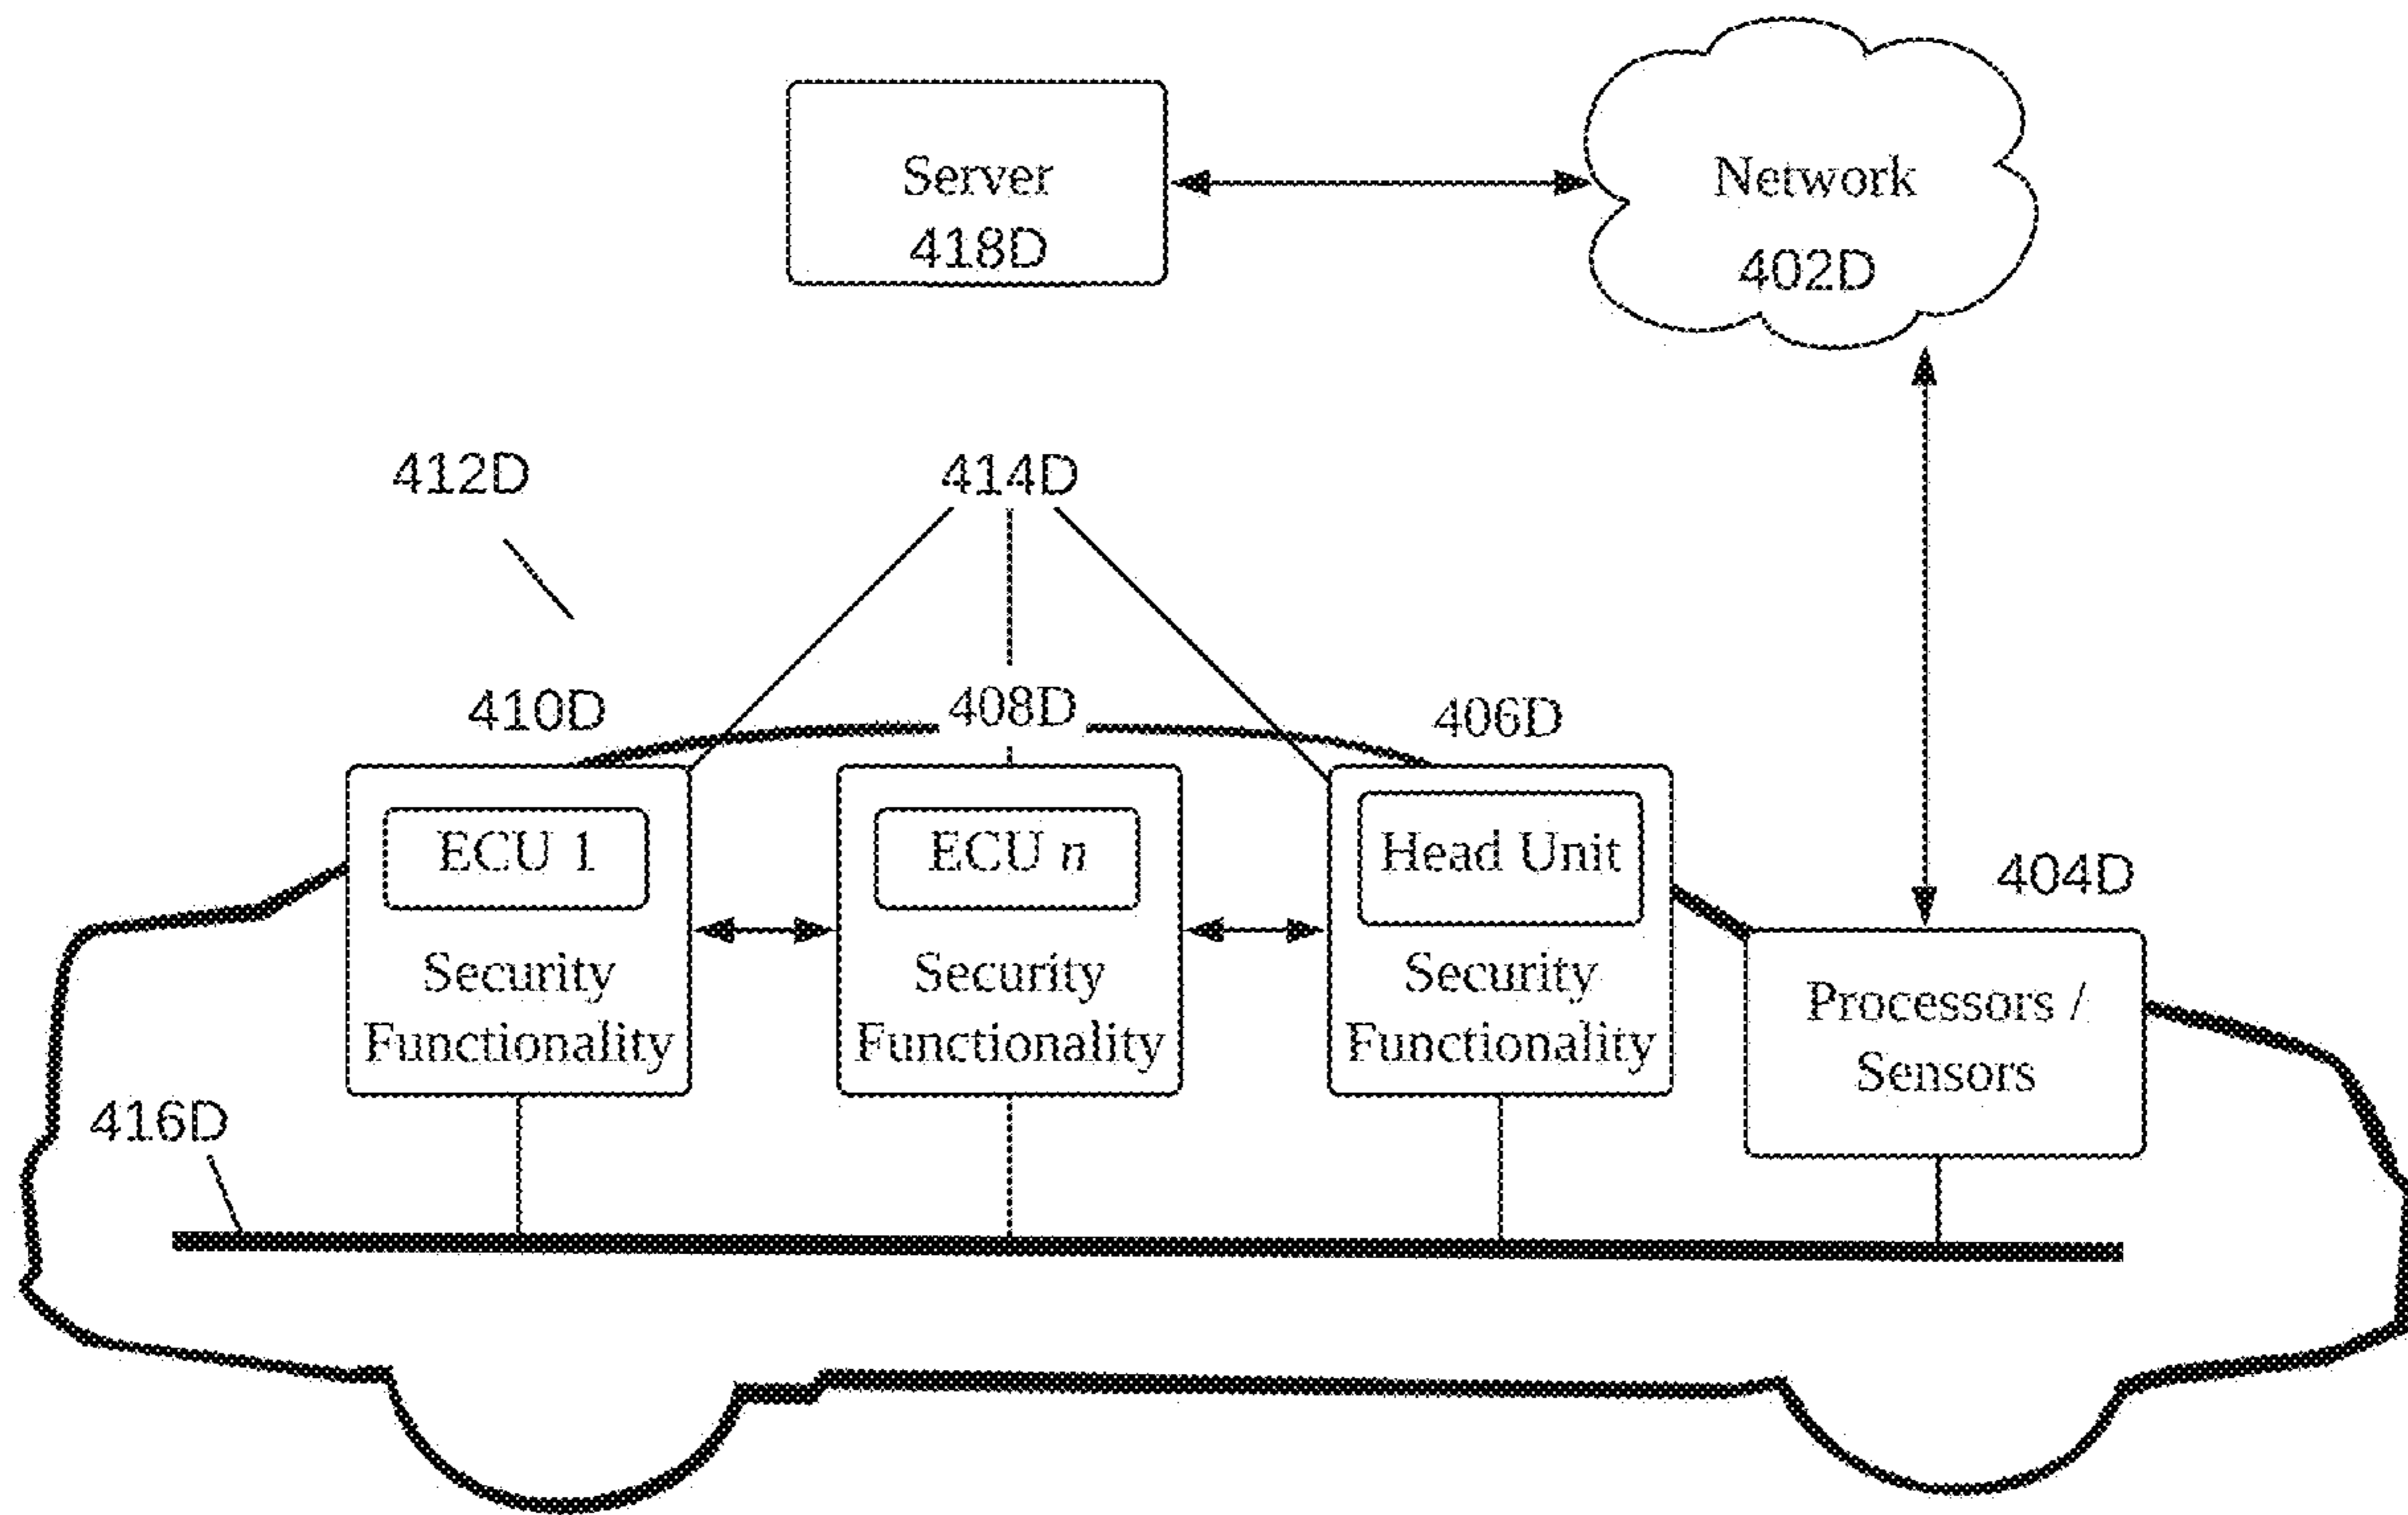 Server
418D
Network
402D
412D
414D
410D
408D
406D
404D
ECU 1
Security
Functionality
ECU n
Security
Functionality
Head Unit
Security
Functionality
Processors /
Sensors
416D